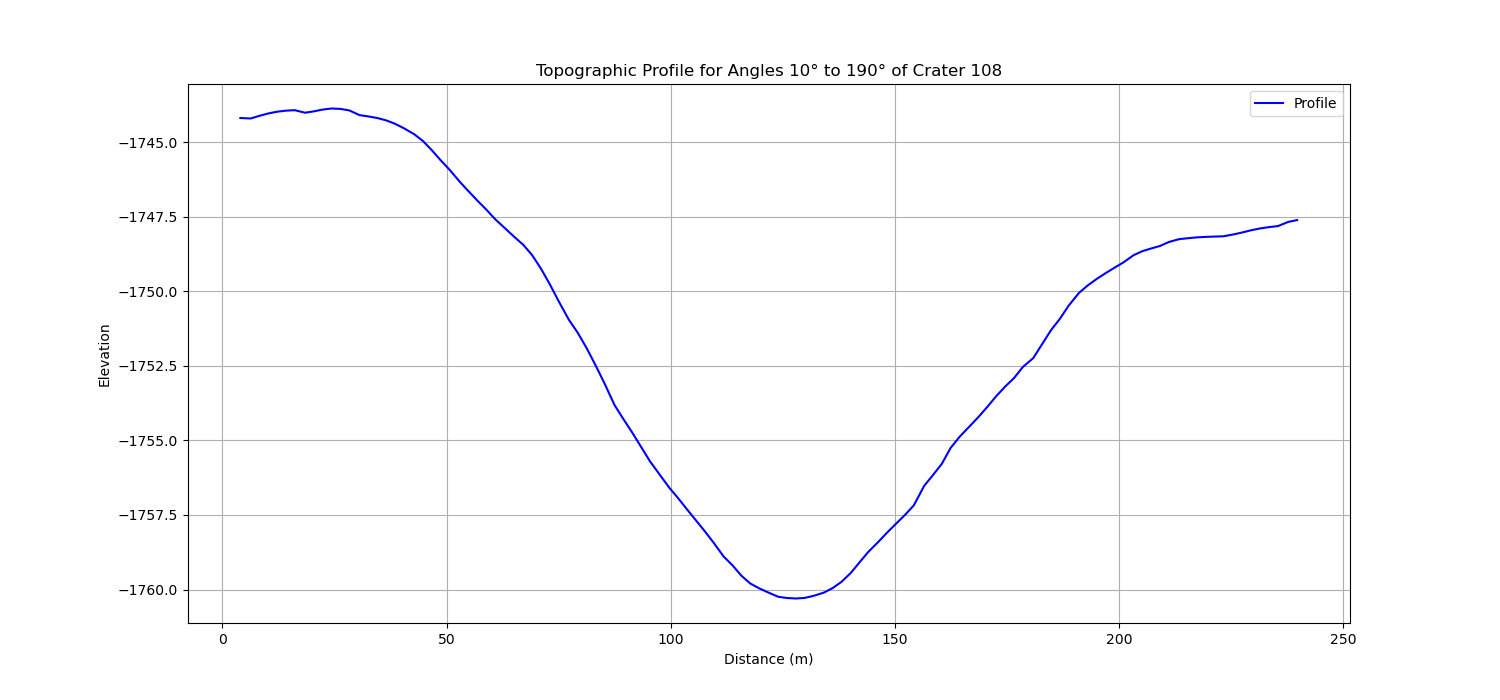 Topographic Profile for Angles 10° to 190° of Crater 108
Profile
Elevation
−1745.0
−1747.5
−1750.0
−1752.5
−1755.0
−1757.5
−1760.0
0 50 100 150 200 250
Distance (m)